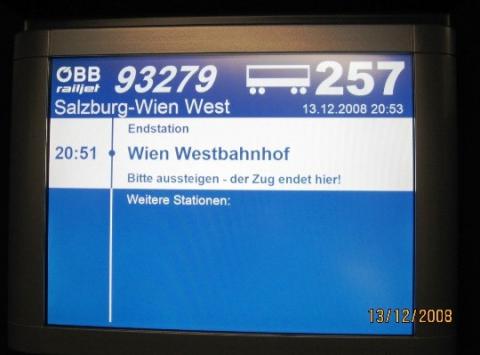 ÖBB railjet 93279 257
Salzburg-Wien West 13.12.2008 20:53
Endstation
20:51 Wien Westbahnhof
Bitte aussteigen - der Zug endet hier!
Weitere Stationen:
13/12/2008